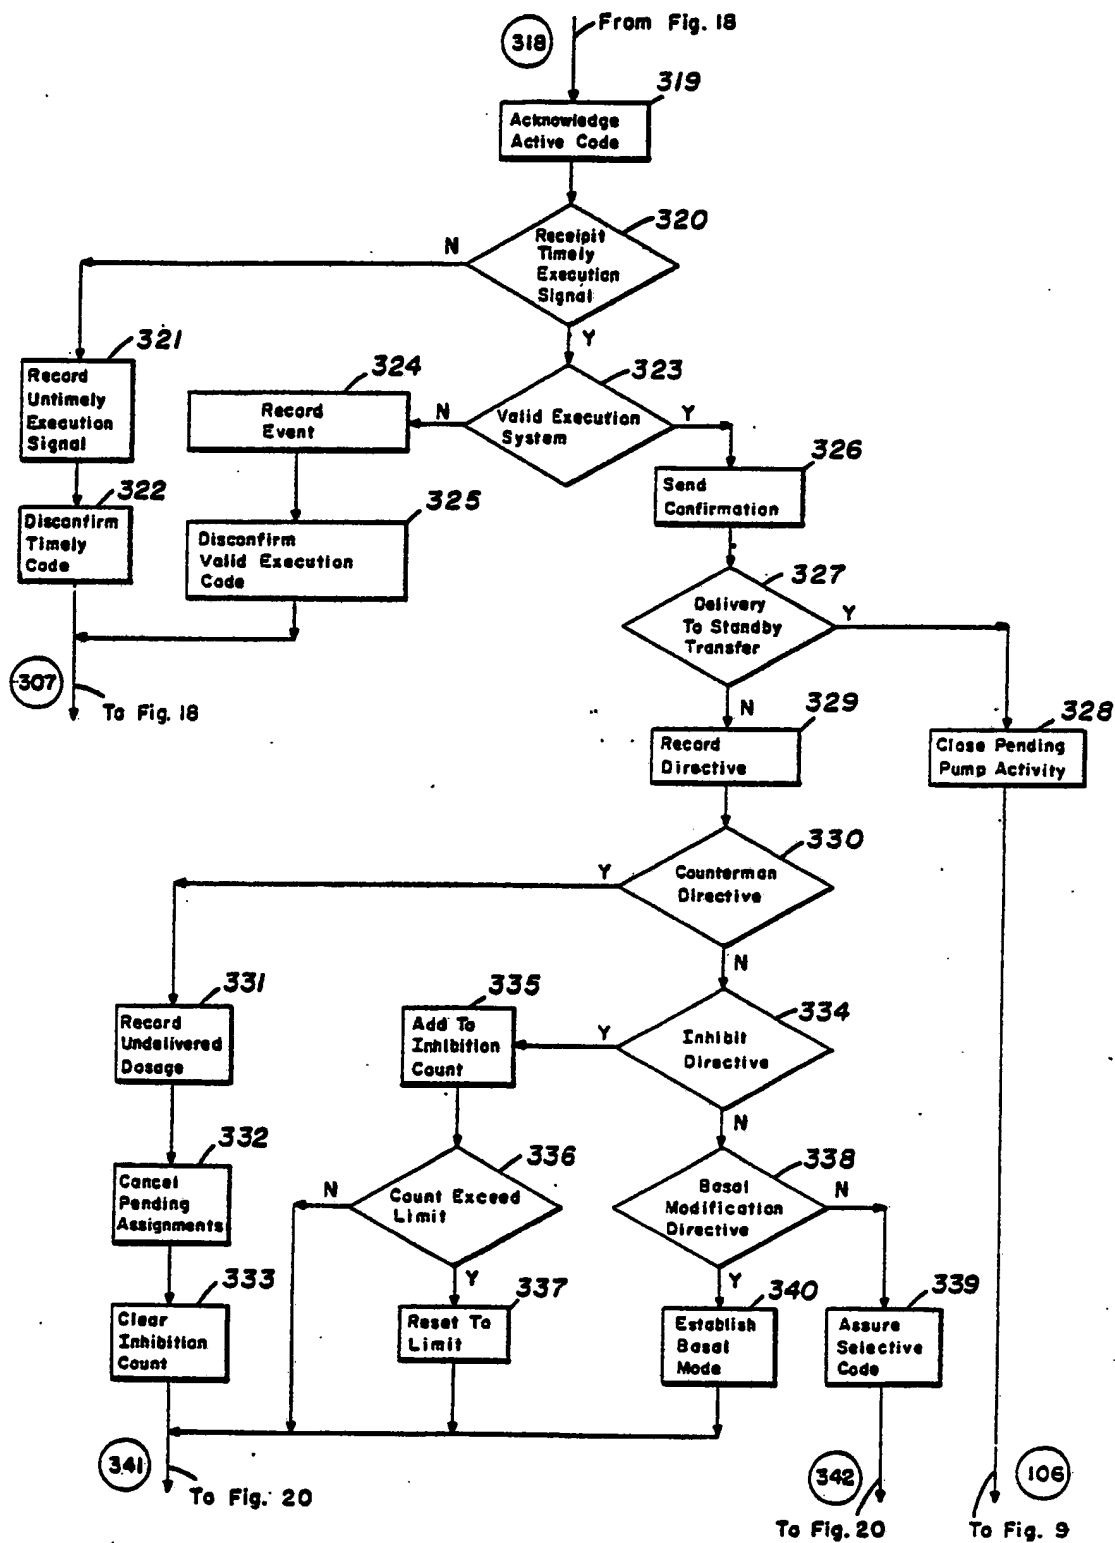 From Fig. 18
318
319
Acknowledge
Active Code
320
Receipit
Timely
Execution
Signal
N
Y
321
Record
Untimely
Execution
Signal
324
Record
Event
N
323
Valid Execution
System
Y
326
Send
Confirmation
322
Disconfirm
Timely
Code
325
Disconfirm
Valid Execution
Code
327
Delivery
To Standby
Transfer
Y
N
307
To Fig. 18
329
Record
Directive
328
Close Pending
Pump Activity
330
Counterman
Directive
Y
N
331
Record
Undelivered
Dosage
335
Add To
Inhibition
Count
Y
334
Inhibit
Directive
N
332
Cancel
Pending
Assignments
336
Count Exceed
Limit
N
Y
338
Basal
Modification
Directive
N
Y
333
Clear
Inhibition
Count
337
Reset To
Limit
340
Establish
Basal
Mode
339
Assure
Selective
Code
341
To Fig. 20
342
To Fig. 20
106
To Fig. 9